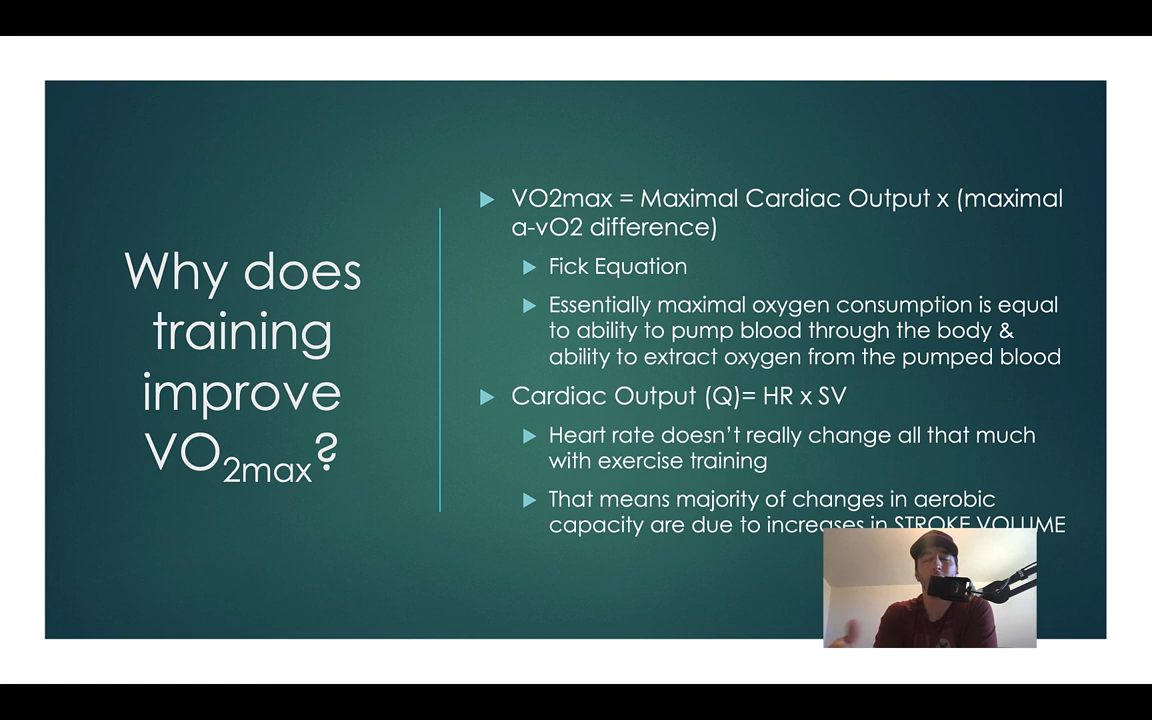 Why does
training
improve
VO2max?
VO2max = Maximal Cardiac Output x (maximal
a-vO2 difference)
Fick Equation
Essentially maximal oxygen consumption is equal
to ability to pump blood through the body &
ability to extract oxygen from the pumped blood
Cardiac Output (Q)= HR x SV
Heart rate doesn't really change all that much
with exercise training
That means majority of changes in aerobic
capacity are due to increases in STROKE VOLUME